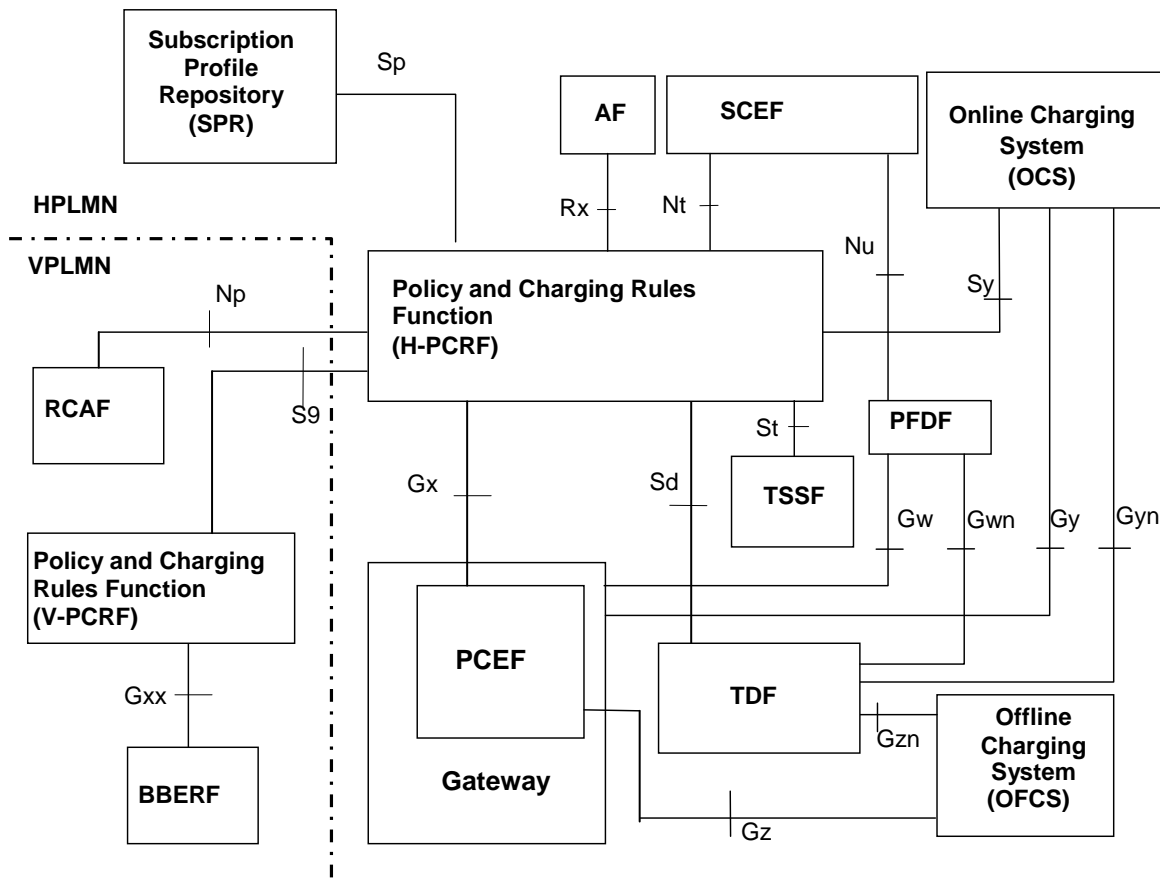 Subscription
Profile
Repository
(SPR)
Sp
AF
SCEF
Online Charging
System
(OCS)
HPLMN
Rx
Nt
VPLMN
Nu
Sy
Np
Policy and Charging Rules
Function
(H-PCRF)
RCAF
S9
St
PFDF
Gx
Sd
TSSF
Gw
Gwn
Gy
Gyn
Policy and Charging
Rules Function
(V-PCRF)
PCEF
TDF
Gxx
Gzn
Offline
Charging
System
(OFCS)
BBERF
Gateway
Gz